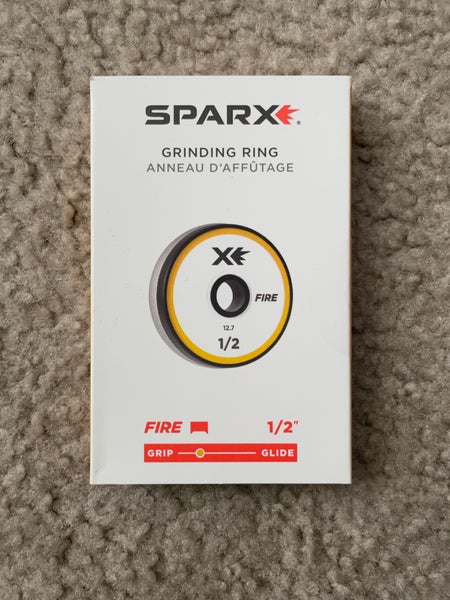 SPARX®
GRINDING RING
ANNEAU D'AFFÛTAGE
X
FIRE
12.7
1/2
FIRE 1/2"
GRIP GLIDE